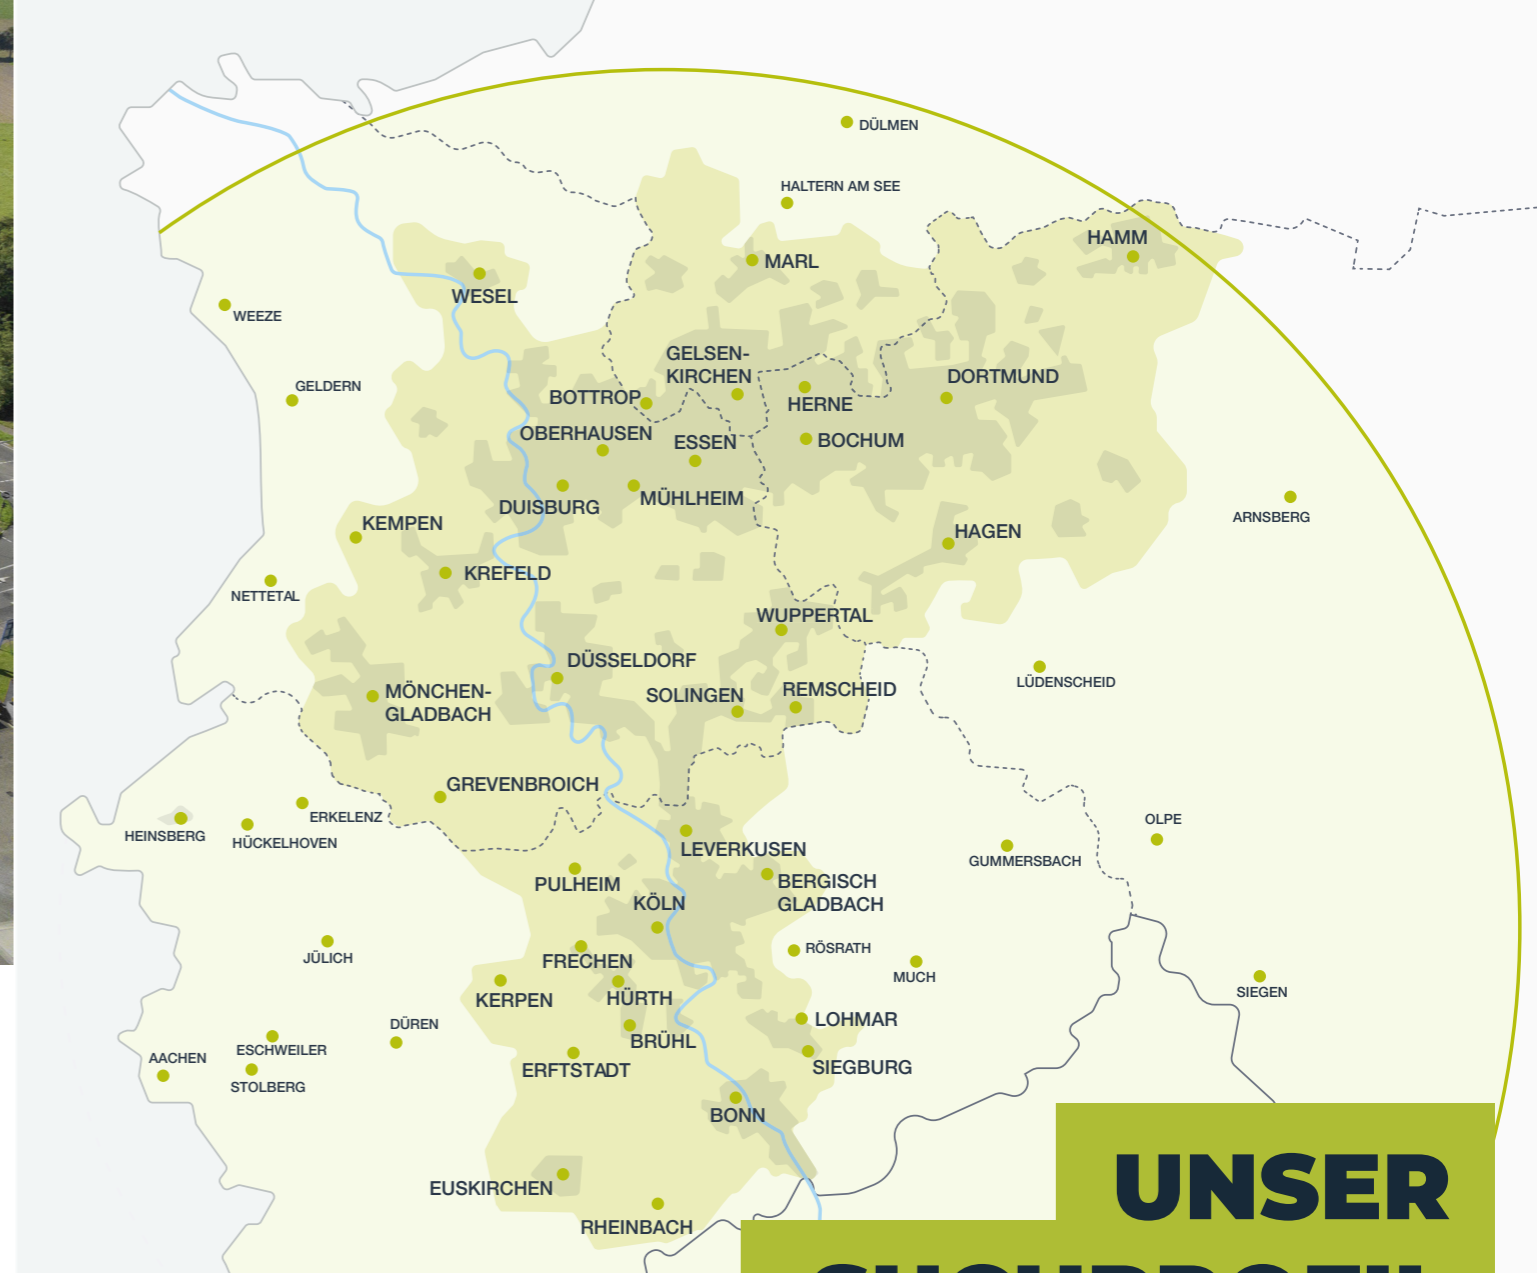 DÜLMEN
HALTERN AM SEE
HAMM
MARL
WESEL
WEEZE
GELSEN-
KIRCHEN
DORTMUND
GELDERN
BOTTROP
HERNE
OBERHAUSEN
ESSEN
BOCHUM
DUISBURG
MÜHLHEIM
ARNSBERG
KEMPEN
HAGEN
KREFELD
NETTETAL
WUPPERTAL
DÜSSELDORF
LÜDENSCHEID
MÖNCHEN-
GLADBACH
SOLINGEN
REMSCHEID
GREVENBROICH
ERKELENZ
HEINSBERG
HÜCKELHOVEN
OLPE
LEVERKUSEN
GUMMERSBACH
PULHEIM
BERGISCH
GLADBACH
KÖLN
RÖSRATH
JÜLICH
FRECHEN
MUCH
KERPEN
HÜRTH
SIEGEN
LOHMAR
DÜREN
BRÜHL
ESCHWEILER
AACHEN
ERFTSTADT
SIEGBURG
STOLBERG
BONN
EUSKIRCHEN
RHEINBACH
UNSER
SUCHPROFIL